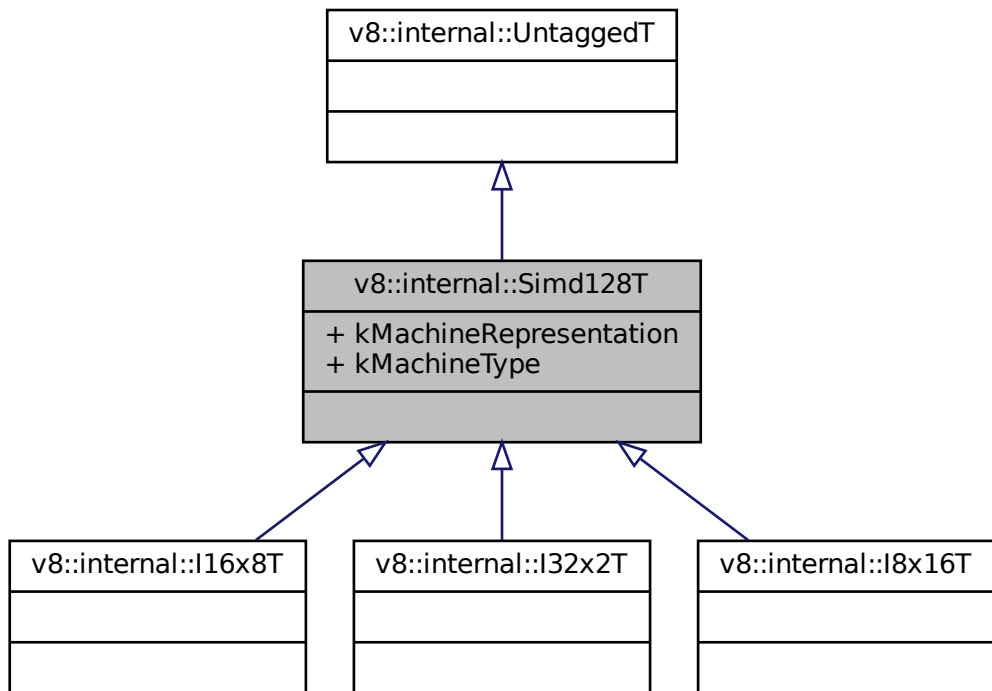 v8::internal::UntaggedT
v8::internal::Simd128T
+ kMachineRepresentation
+ kMachineType
v8::internal::I16x8T
v8::internal::I32x2T
v8::internal::I8x16T